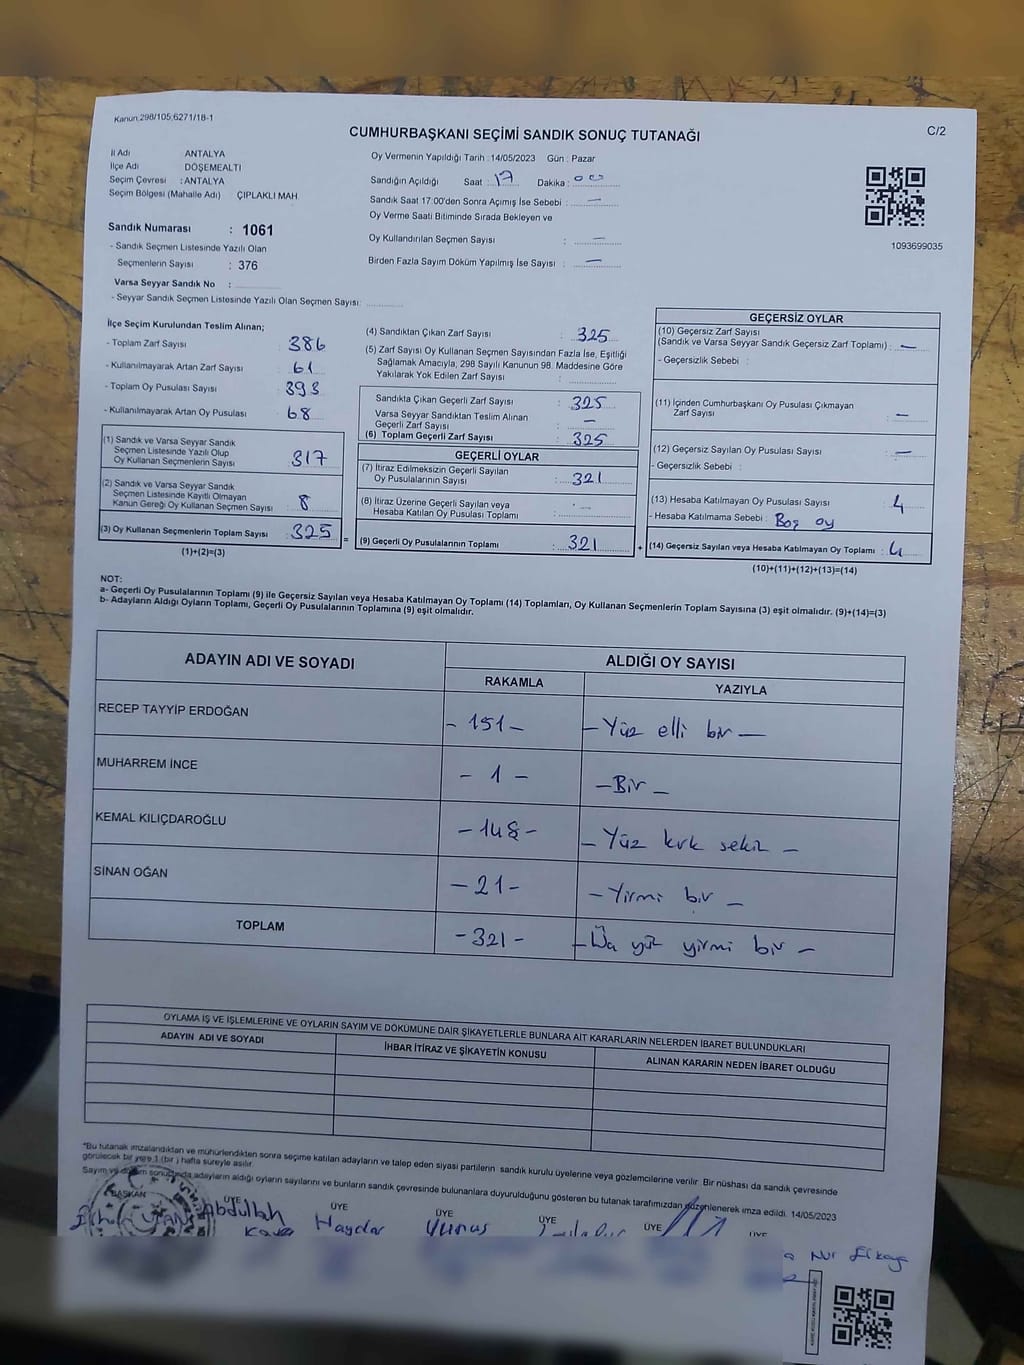 Kanun:298/105;6271/18-1
C/2
CUMHURBAŞKANI SEÇİMİ SANDIK SONUÇ TUTANAĞI
İl Adı ANTALYA
İlçe Adı DÖŞEMEALTI
Seçim Çevresi : ANTALYA
Seçim Bölgesi (Mahalle Adı) ÇIPLAKLI MAH
Sandık Numarası : 1061
- Sandık Seçmen Listesinde Yazılı Olan
Seçmenlerin Sayısı : 376
Varsa Seyyar Sandık No :
- Seyyar Sandık Seçmen Listesinde Yazılı Olan Seçmen Sayısı:
Oy Vermenin Yapıldığı Tarih : 14/05/2023 Gün : Pazar
Sandığın Açıldığı Saat : 17 Dakika : 00
Sandık Saat 17:00'den Sonra Açımış İse Sebebi : —
Oy Verme Saati Bitiminde Sırada Bekleyen ve
Oy Kullandırılan Seçmen Sayısı : —
Birden Fazla Sayım Döküm Yapılmış İse Sayısı : —
1093699035
İlçe Seçim Kurulundan Teslim Alınan;
- Toplam Zarf Sayısı : 386
- Kullanılmayarak Artan Zarf Sayısı : 61
- Toplam Oy Pusulası Sayısı : 393
- Kullanılmayarak Artan Oy Pusulası : 68
(1) Sandık ve Varsa Seyyar Sandık
Seçmen Listesinde Yazılı Olup
Oy Kullanan Seçmenlerin Sayısı : 317
(2) Sandık ve Varsa Seyyar Sandık
Seçmen Listesinde Kayıtlı Olmayan
Kanun Gereği Oy Kullanan Seçmen Sayısı : 8
(3) Oy Kullanan Seçmenlerin Toplam Sayısı : 325
(1)+(2)=(3)
(4) Sandıktan Çıkan Zarf Sayısı : 325
(5) Zarf Sayısı Oy Kullanan Seçmen Sayısından Fazla İse, Eşitliği
Sağlamak Amacıyla, 298 Sayılı Kanunun 98. Maddesine Göre
Yakılarak Yok Edilen Zarf Sayısı :
Sandıkta Çıkan Geçerli Zarf Sayısı : 325
Varsa Seyyar Sandıktan Teslim Alınan
Geçerli Zarf Sayısı : —
(6) Toplam Geçerli Zarf Sayısı : 325
GEÇERLİ OYLAR
(7) İtiraz Edilmeksizin Geçerli Sayılan
Oy Pusulalarının Sayısı : 321
(8) İtiraz Üzerine Geçerli Sayılan veya
Hesaba Katılan Oy Pusulası Toplamı : —
= (9) Geçerli Oy Pusulalarının Toplamı : 321
GEÇERSİZ OYLAR
(10) Geçersiz Zarf Sayısı
(Sandık ve Varsa Seyyar Sandık Geçersiz Zarf Toplamı) : —
- Geçersizlik Sebebi :
(11) İçinden Cumhurbaşkanı Oy Pusulası Çıkmayan
Zarf Sayısı : —
(12) Geçersiz Sayılan Oy Pusulası Sayısı : —
- Geçersizlik Sebebi :
(13) Hesaba Katılmayan Oy Pusulası Sayısı : 4
- Hesaba Katılmama Sebebi : Boş oy
+ (14) Geçersiz Sayılan veya Hesaba Katılmayan Oy Toplamı : 4
(10)+(11)+(12)+(13)=(14)
NOT:
a- Geçerli Oy Pusulalarının Toplamı (9) ile Geçersiz Sayılan veya Hesaba Katılmayan Oy Toplamı (14) Toplamları, Oy Kullanan Seçmenlerin Toplam Sayısına (3) eşit olmalıdır. (9)+(14)=(3)
b- Adayların Aldığı Oyların Toplamı, Geçerli Oy Pusulalarının Toplamına (9) eşit olmalıdır.
ADAYIN ADI VE SOYADI ALDIĞI OY SAYISI
RAKAMLA YAZIYLA
RECEP TAYYİP ERDOĞAN - 151 - - Yüz elli bir -
MUHARREM İNCE - 1 - - Bir -
KEMAL KILIÇDAROĞLU - 148 - - Yüz kırk sekiz -
SİNAN OĞAN - 21 - - Yirmi bir -
TOPLAM - 321 - - Üç yüz yirmi bir -
OYLAMA İŞ VE İŞLEMLERİNE VE OYLARIN SAYIM VE DÖKÜMÜNE DAİR ŞİKAYETLERLE BUNLARA AİT KARARLARIN NELERDEN İBARET BULUNDUKLARI
ADAYIN ADI VE SOYADI İHBAR İTİRAZ VE ŞİKAYETİN KONUSU ALINAN KARARIN NEDEN İBARET OLDUĞU
*Bu tutanak imzalandıktan ve mühürlendikten sonra seçime katılan adayların ve talep eden siyasi partilerin sandık kurulu üyelerine veya gözlemcilerine verilir. Bir nüshası da sandık çevresinde
görülecek bir yere 1 (bir ) hafta süreyle asılır.
Sayım ve döküm sonucunda adayların aldığı oyların sayılarını ve bunların sandık çevresinde bulunanlara duyurulduğunu gösteren bu tutanak tarafımızdan düzenlenerek imza edildi. 14/05/2023
BAŞKAN ÜYE ÜYE ÜYE ÜYE ÜYE ÜYE
Abdullah Haydar Yunus
Kaya
Nur